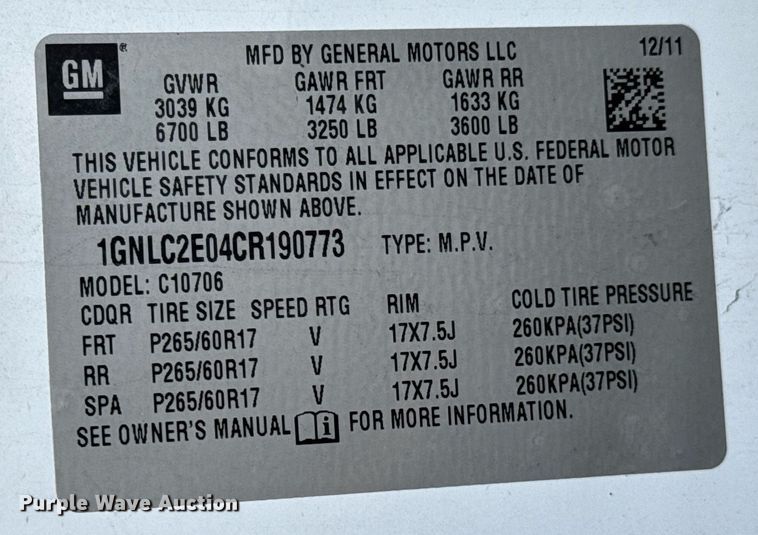 GM®
MFD BY GENERAL MOTORS LLC 12/11
GVWR GAWR FRT GAWR RR
3039 KG 1474 KG 1633 KG
6700 LB 3250 LB 3600 LB
THIS VEHICLE CONFORMS TO ALL APPLICABLE U.S. FEDERAL MOTOR
VEHICLE SAFETY STANDARDS IN EFFECT ON THE DATE OF
MANUFACTURE SHOWN ABOVE.
1GNLC2E04CR190773 TYPE: M.P.V.
MODEL: C10706
CDQR TIRE SIZE SPEED RTG RIM COLD TIRE PRESSURE
FRT P265/60R17 V 17X7.5J 260KPA(37PSI)
RR P265/60R17 V 17X7.5J 260KPA(37PSI)
SPA P265/60R17 V 17X7.5J 260KPA(37PSI)
SEE OWNER'S MANUAL i FOR MORE INFORMATION.
Purple Wave Auction